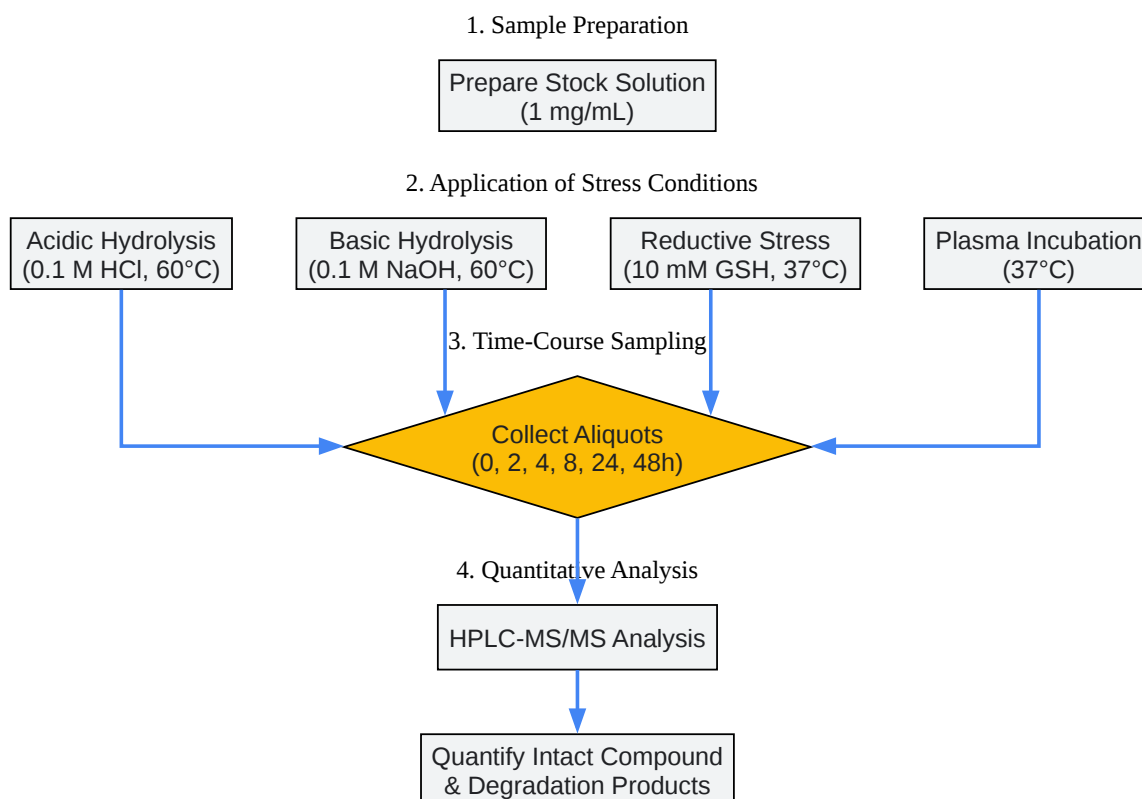 1. Sample Preparation
Prepare Stock Solution
(1 mg/mL)
2. Application of Stress Conditions
Acidic Hydrolysis
(0.1 M HCl, 60°C)
Basic Hydrolysis
(0.1 M NaOH, 60°C)
Reductive Stress
(10 mM GSH, 37°C)
Plasma Incubation
(37°C)
3. Time-Course Sampling
Collect Aliquots
(0, 2, 4, 8, 24, 48h)
4. Quantitative Analysis
HPLC-MS/MS Analysis
Quantify Intact Compound
& Degradation Products